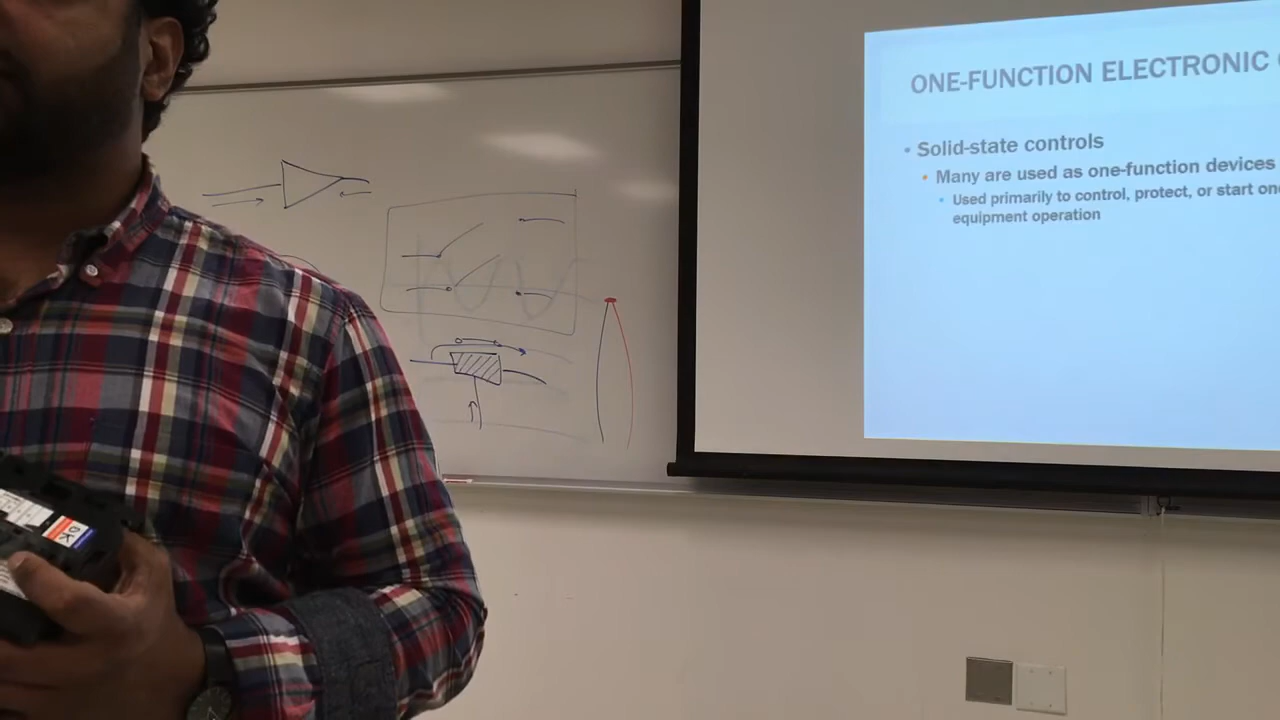 ONE-FUNCTION ELECTRONIC
• Solid-state controls
• Many are used as one-function devices
• Used primarily to control, protect, or start
equipment operation
OK